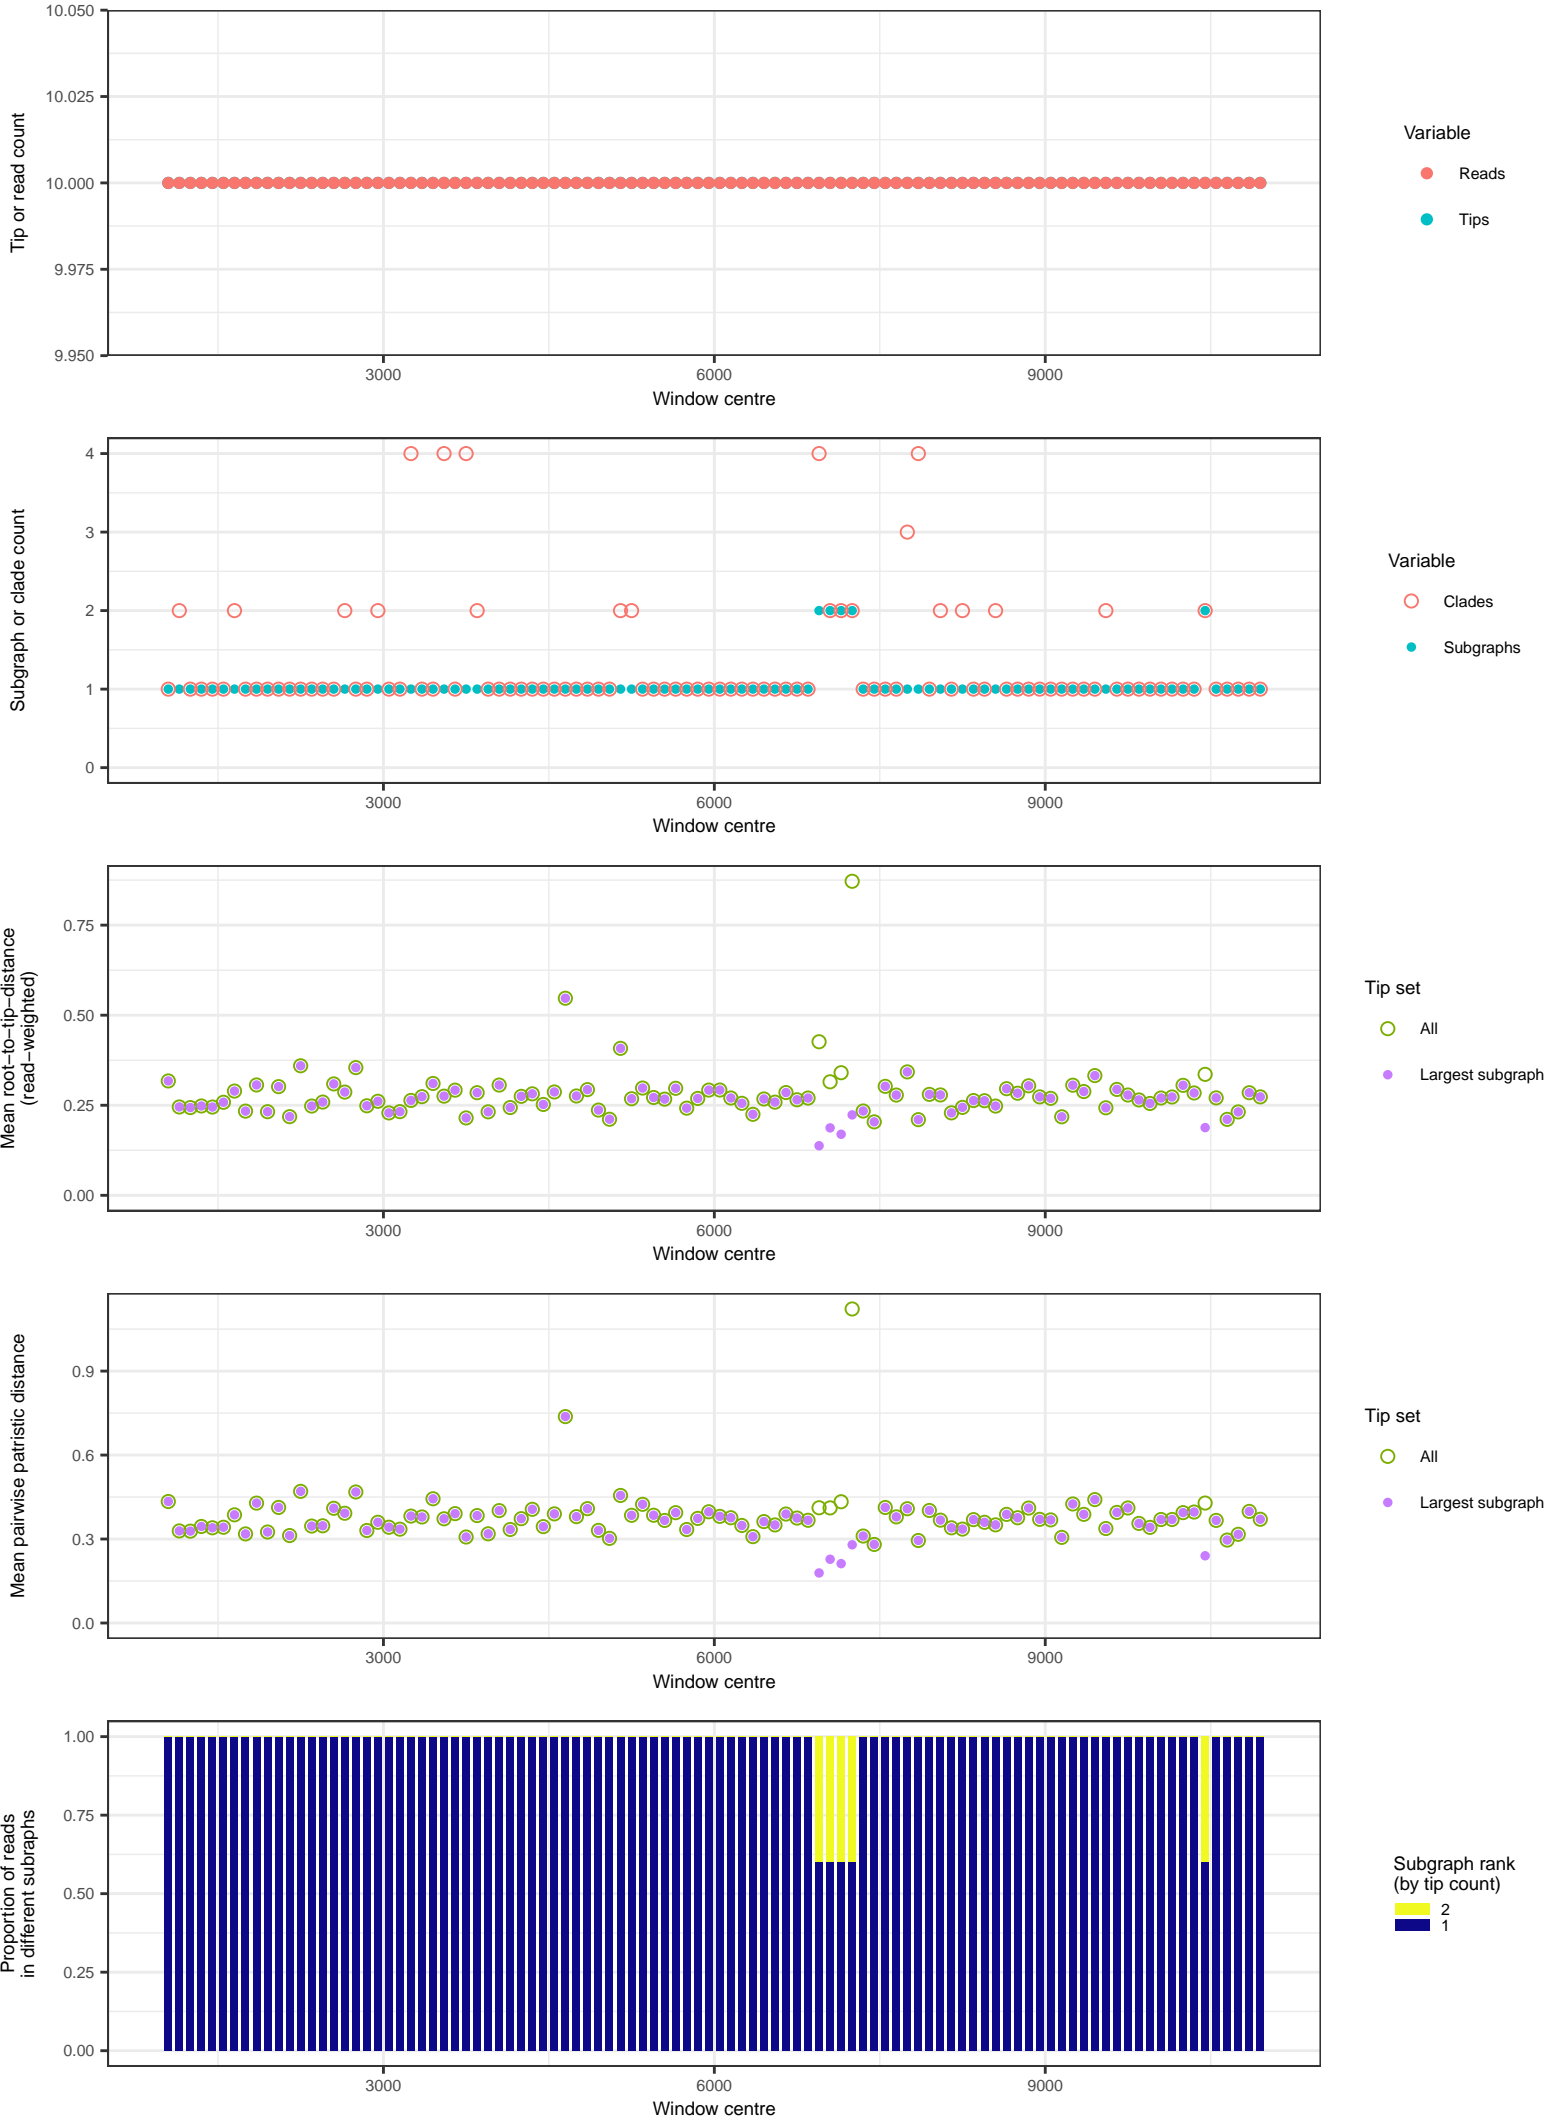 10.050
10.025
10.000
9.975
9.950
Tip or read count
3000
6000
9000
Window centre
Variable
Reads
Tips
4
3
2
1
0
Subgraph or clade count
3000
6000
9000
Window centre
Variable
Clades
Subgraphs
0.75
0.50
0.25
0.00
Mean root−to−tip−distance
(read−weighted)
3000
6000
9000
Window centre
Tip set
All
Largest subgraph
0.9
0.6
0.3
0.0
Mean pairwise patristic distance
3000
6000
9000
Window centre
Tip set
All
Largest subgraph
1.00
0.75
0.50
0.25
0.00
Proportion of reads
in different subraphs
3000
6000
9000
Window centre
Subgraph rank
(by tip count)
2
1